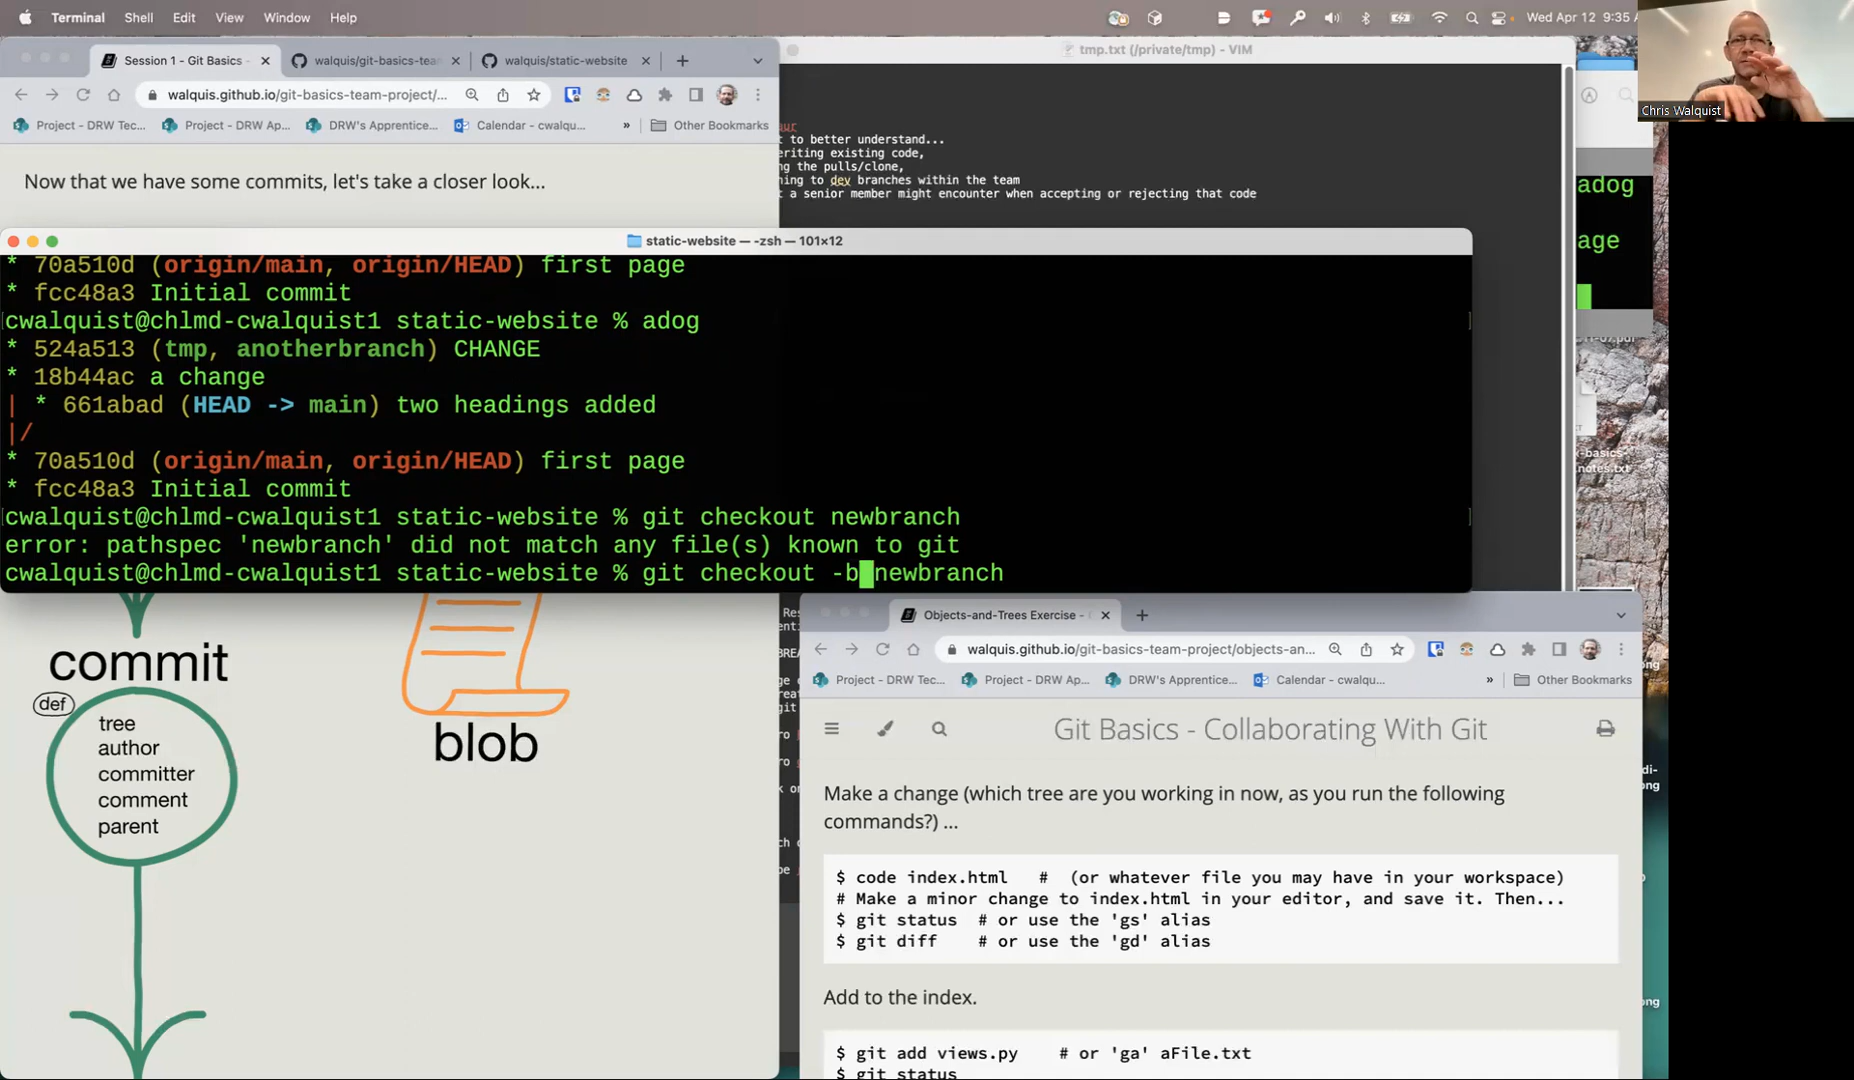 Terminal Shell Edit View Window Help
Wed Apr 12 9:35
Session 1 - Git Basics -
walquis/git-basics-tea
walquis/static-website
walquis.github.io/git-basics-team-project/...
Project - DRW Tec...
Project - DRW Ap...
DRW's Apprentice...
Calendar - cwalqu...
» Other Bookmarks
Now that we have some commits, let's take a closer look...
tmp.txt (/private/tmp) - VIM
to better understand...
eriting existing code,
the pulls/clone,
to dev branches within the team
a senior member might encounter when accepting or rejecting that code
Chris Walquist
adog
age
static-website — -zsh — 101×12
* 70a510d (origin/main, origin/HEAD) first page
* fcc48a3 Initial commit
cwalquist@chlmd-cwalquist1 static-website % adog
* 524a513 (tmp, anotherbranch) CHANGE
* 18b44ac a change
| * 661abad (HEAD -> main) two headings added
|/
* 70a510d (origin/main, origin/HEAD) first page
* fcc48a3 Initial commit
cwalquist@chlmd-cwalquist1 static-website % git checkout newbranch
error: pathspec 'newbranch' did not match any file(s) known to git
cwalquist@chlmd-cwalquist1 static-website % git checkout -b newbranch
commit
def
tree
author
committer
comment
parent
blob
Objects-and-Trees Exercise -
walquis.github.io/git-basics-team-project/objects-an...
Project - DRW Tec...
Project - DRW Ap...
DRW's Apprentice...
Calendar - cwalqu...
» Other Bookmarks
Git Basics - Collaborating With Git
Make a change (which tree are you working in now, as you run the following
commands?) ...
$ code index.html # (or whatever file you may have in your workspace)
# Make a minor change to index.html in your editor, and save it. Then...
$ git status # or use the 'gs' alias
$ git diff # or use the 'gd' alias
Add to the index.
$ git add views.py # or 'ga' aFile.txt
$ git status